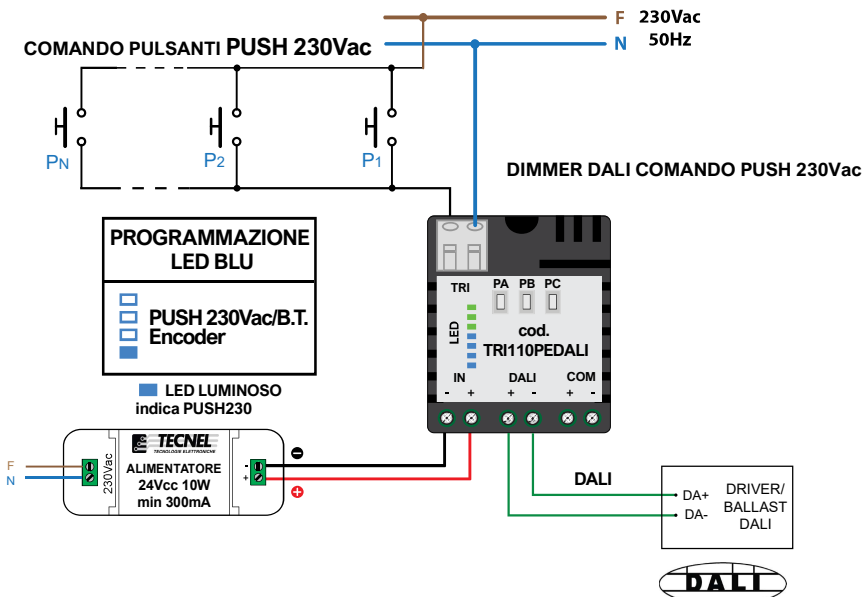 F 230Vac
N 50Hz
COMANDO PULSANTI PUSH 230Vac
PN
P2
P1
DIMMER DALI COMANDO PUSH 230Vac
PROGRAMMAZIONE
LED BLU
PUSH 230Vac/B.T.
Encoder
LED LUMINOSO
indica PUSH230
TRI PA PB PC
LED
cod.
TRI110PEDALI
IN DALI COM
- + + - + -
TECNEL
TECNOLOGIE ELETTRONICHE
ALIMENTATORE
24Vcc 10W
min 300mA
F
N
230Vac
-
+
-
+
DALI
DA+
DA-
DRIVER/
BALLAST
DALI
DALI